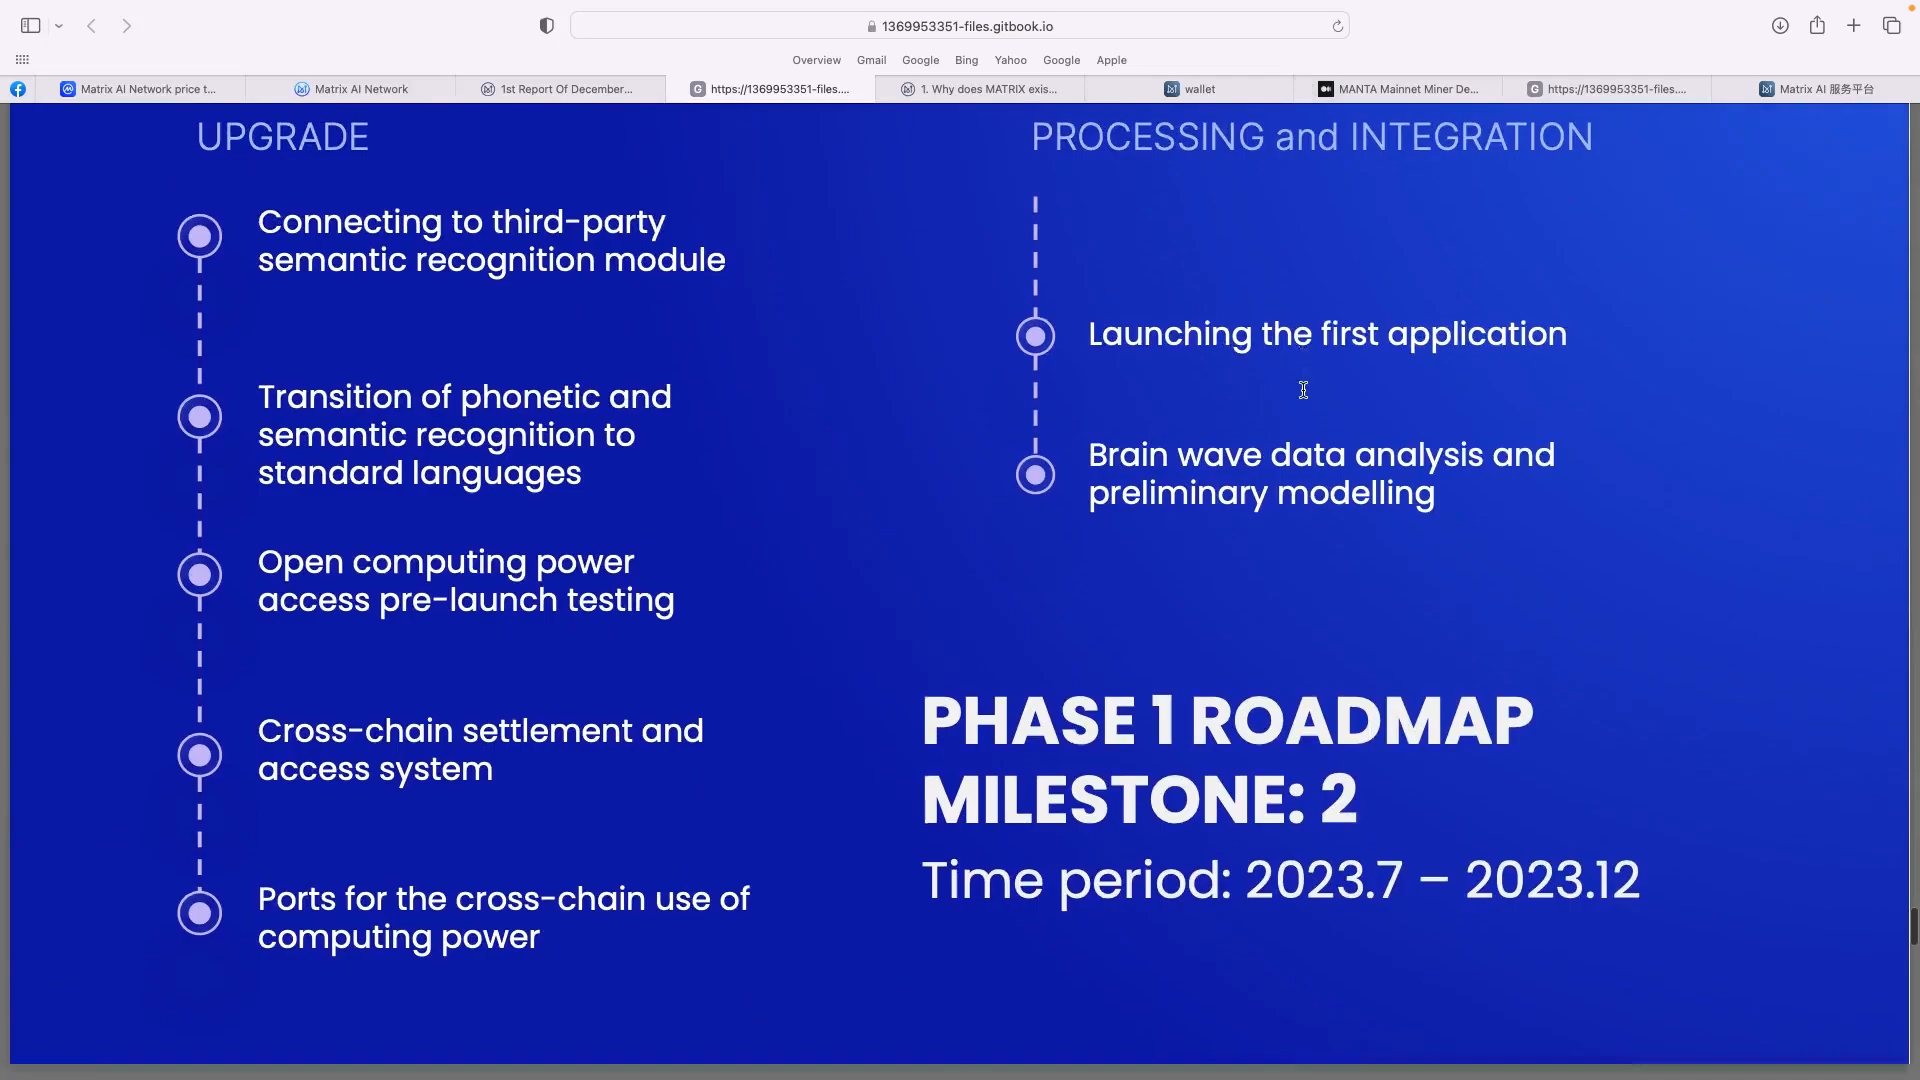 1369953351-files.gitbook.io
Overview Gmail Google Bing Yahoo Google Apple
Matrix AI Network price t...
Matrix AI Network
1st Report Of December...
https://1369953351-files....
1. Why does MATRIX exis...
wallet
MANTA Mainnet Miner De...
https://1369953351-files....
Matrix AI 服务平台
UPGRADE
Connecting to third-party
semantic recognition module
Transition of phonetic and
semantic recognition to
standard languages
Open computing power
access pre-launch testing
Cross-chain settlement and
access system
Ports for the cross-chain use of
computing power
PROCESSING and INTEGRATION
Launching the first application
Brain wave data analysis and
preliminary modelling
PHASE 1 ROADMAP
MILESTONE: 2
Time period: 2023.7 – 2023.12